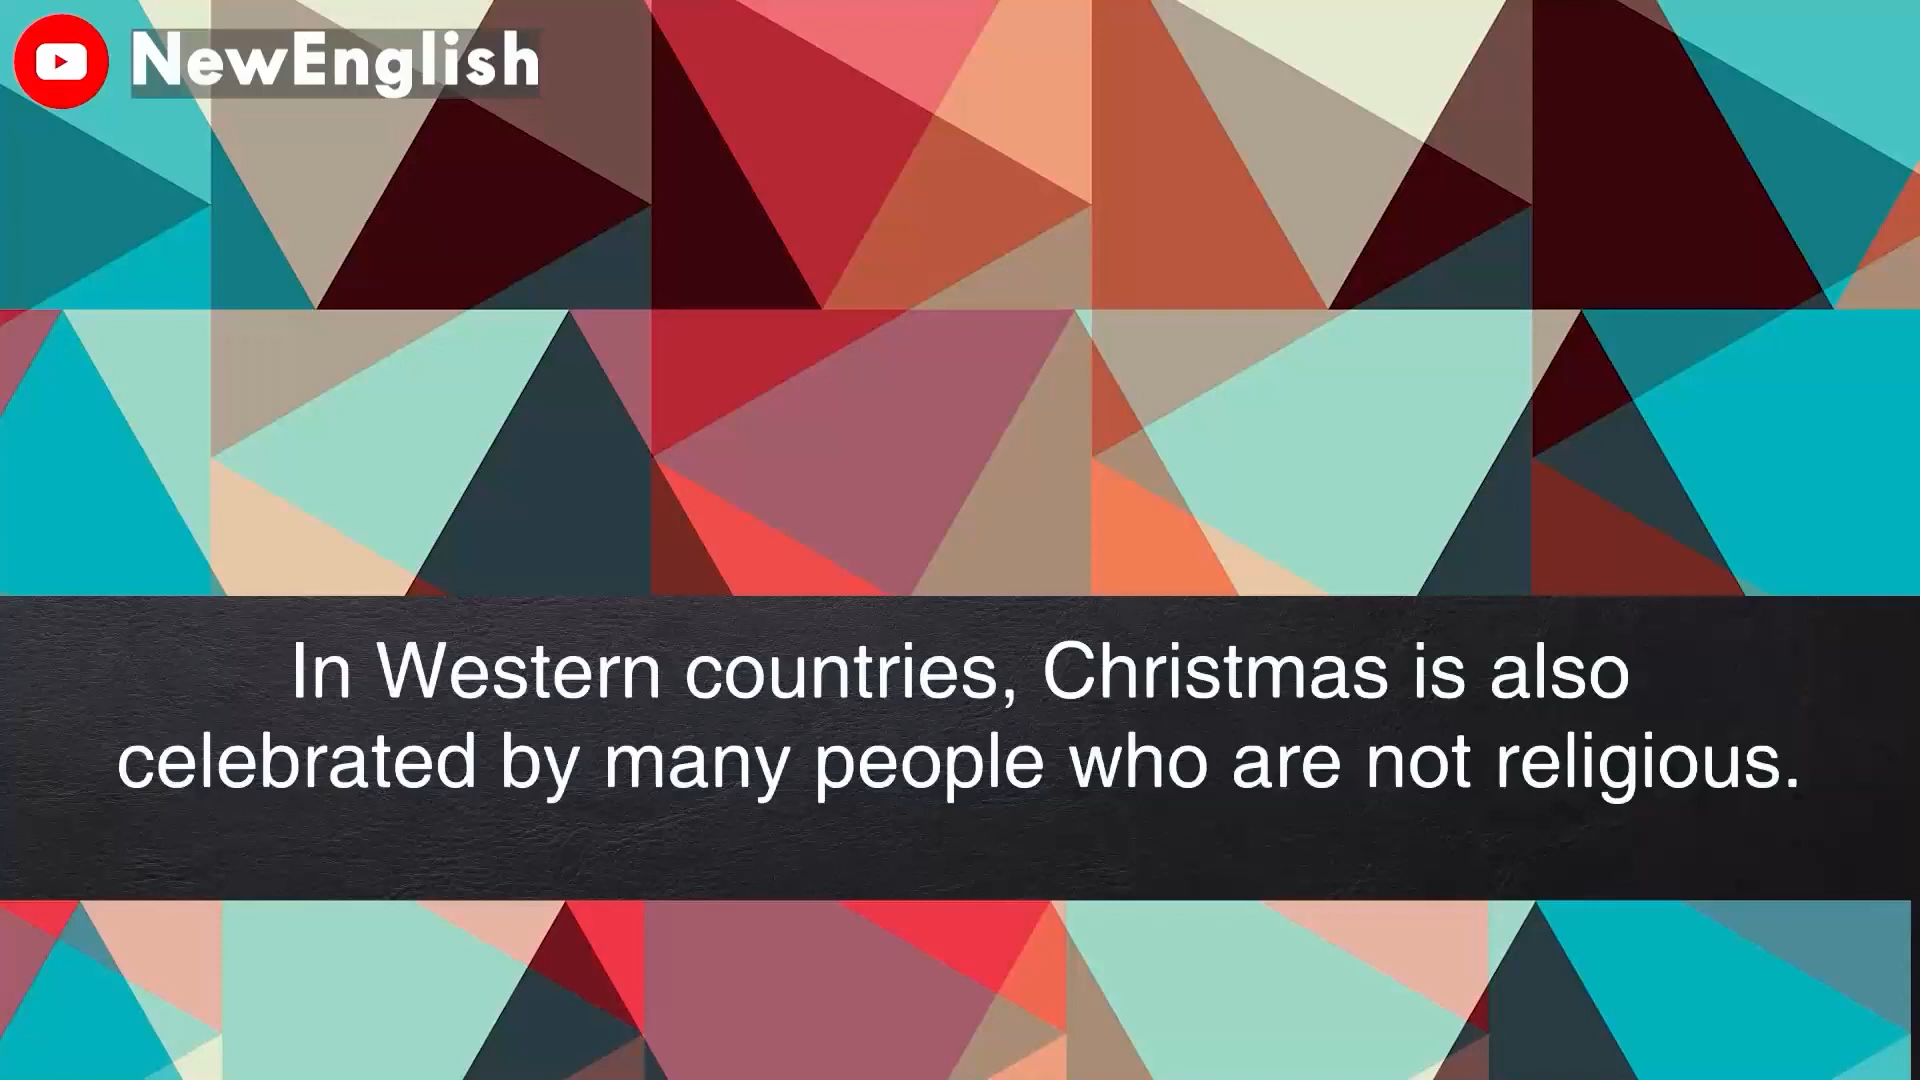 NewEnglish
In Western countries, Christmas is also
celebrated by many people who are not religious.